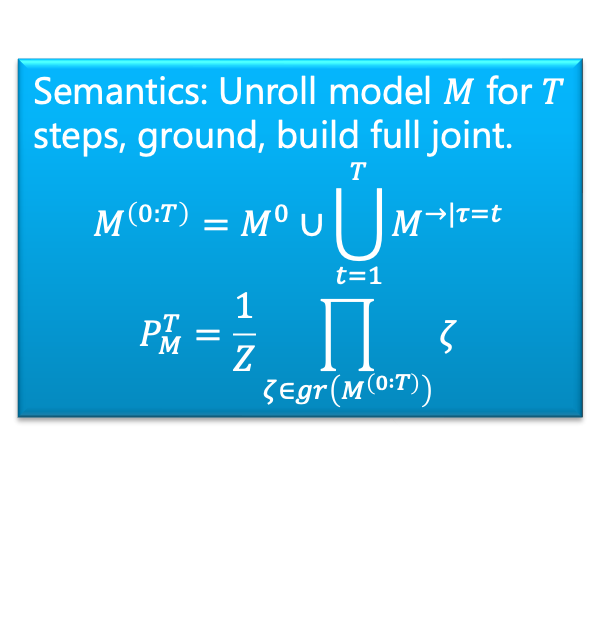 Semantics: Unroll model 𝑀 for 𝑇
steps, ground, build full joint.
𝑀^(0:𝑇) = 𝑀^0 ∪ ⋃_{𝑡=1}^{𝑇} 𝑀^{→|𝜏=𝑡}
𝑃_𝑀^𝑇 = 1/𝑍 ∏_{𝜁∈𝑔𝑟(𝑀^(0:𝑇))} 𝜁